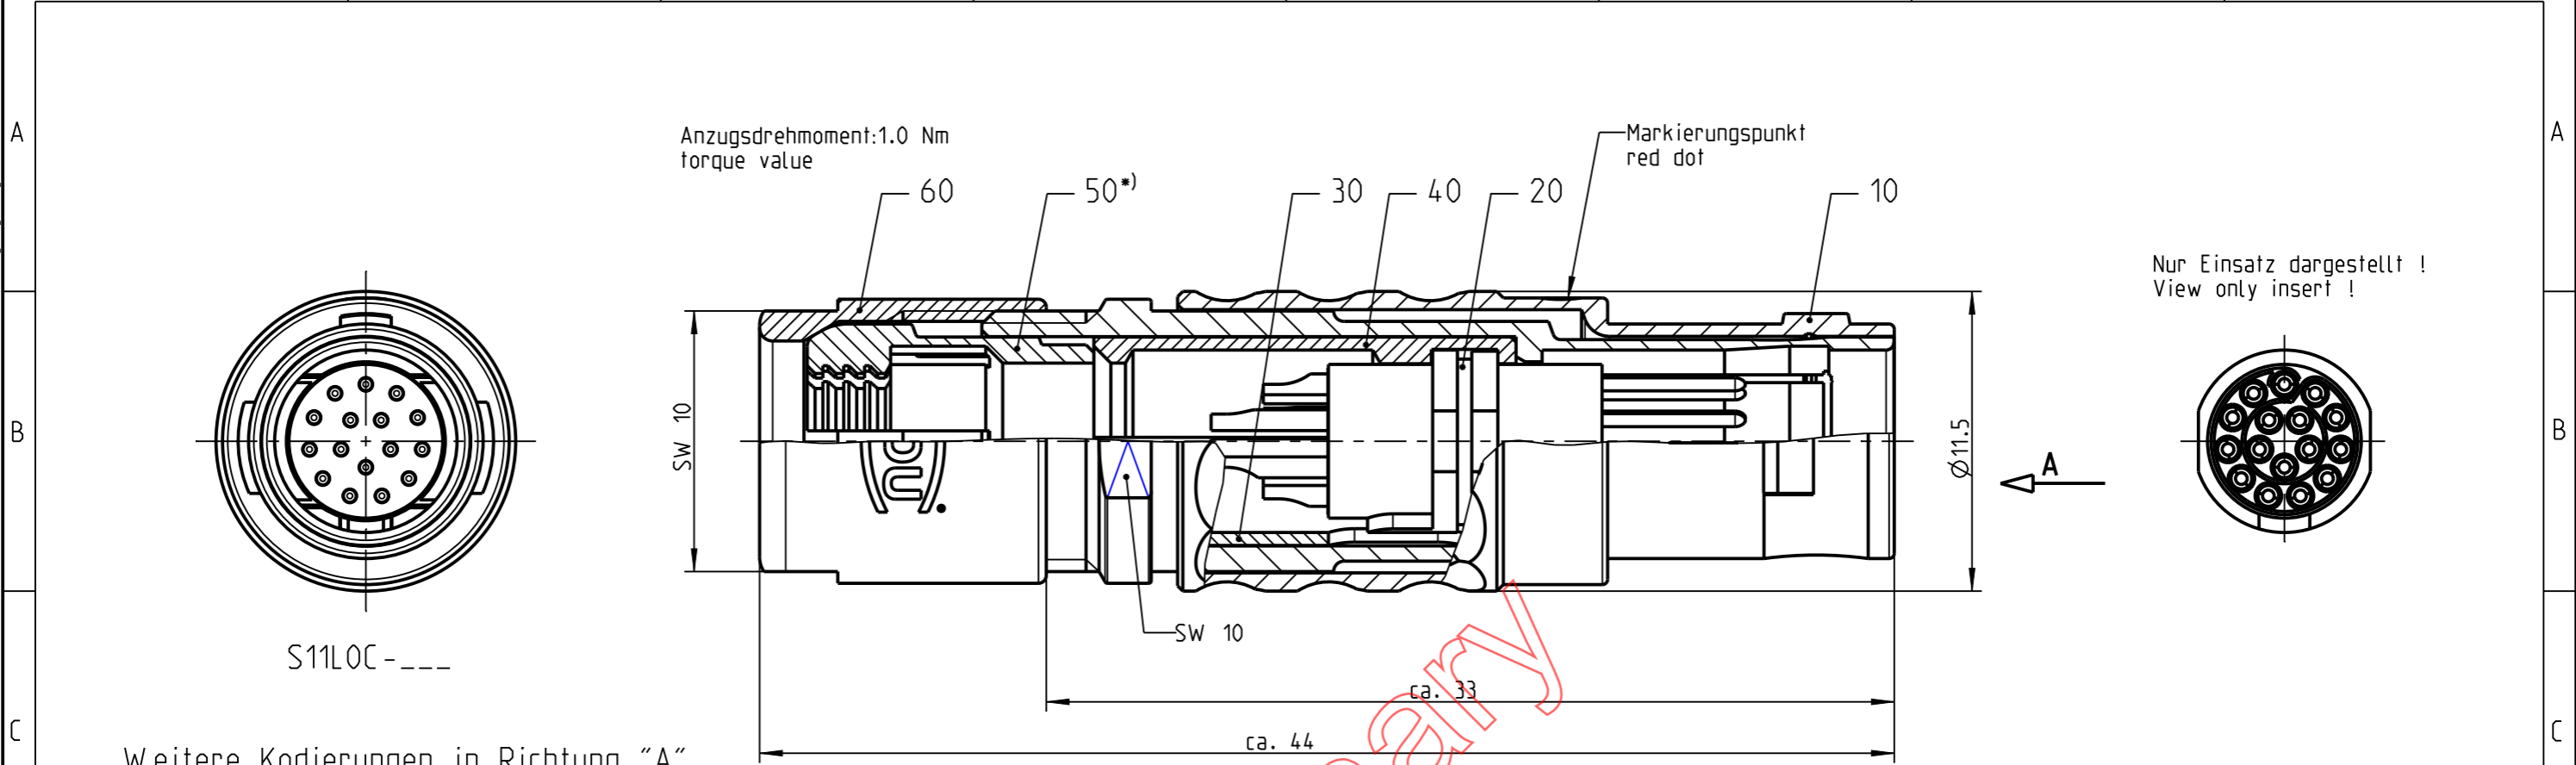 A
A
Anzugsdrehmoment:1.0 Nm
torque value
Markierungspunkt
red dot
60
50*)
30
40
20
10
Nur Einsatz dargestellt !
View only insert !
SW 10
B
B
Ø11.5
A
SW 10
S11L0C-___
ca. 33
ca. 44
C
C
Weitere Kodierungen in Richtung "A"